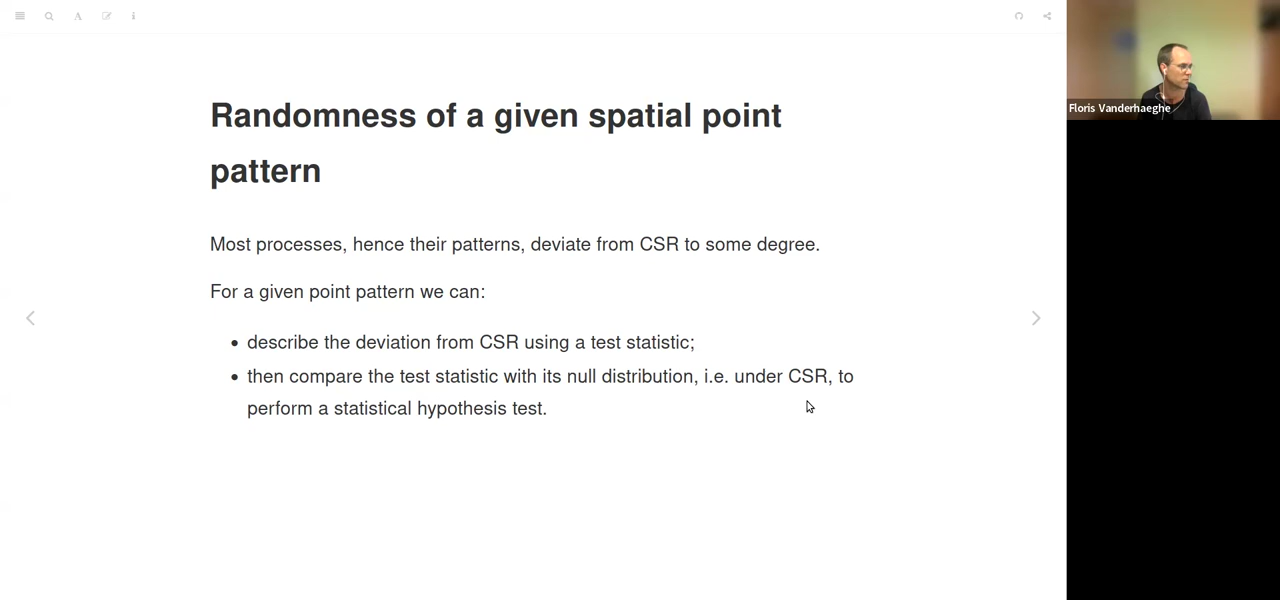 Randomness of a given spatial point
pattern
Most processes, hence their patterns, deviate from CSR to some degree.
For a given point pattern we can:
• describe the deviation from CSR using a test statistic;
• then compare the test statistic with its null distribution, i.e. under CSR, to
perform a statistical hypothesis test.
Floris Vanderhaeghe